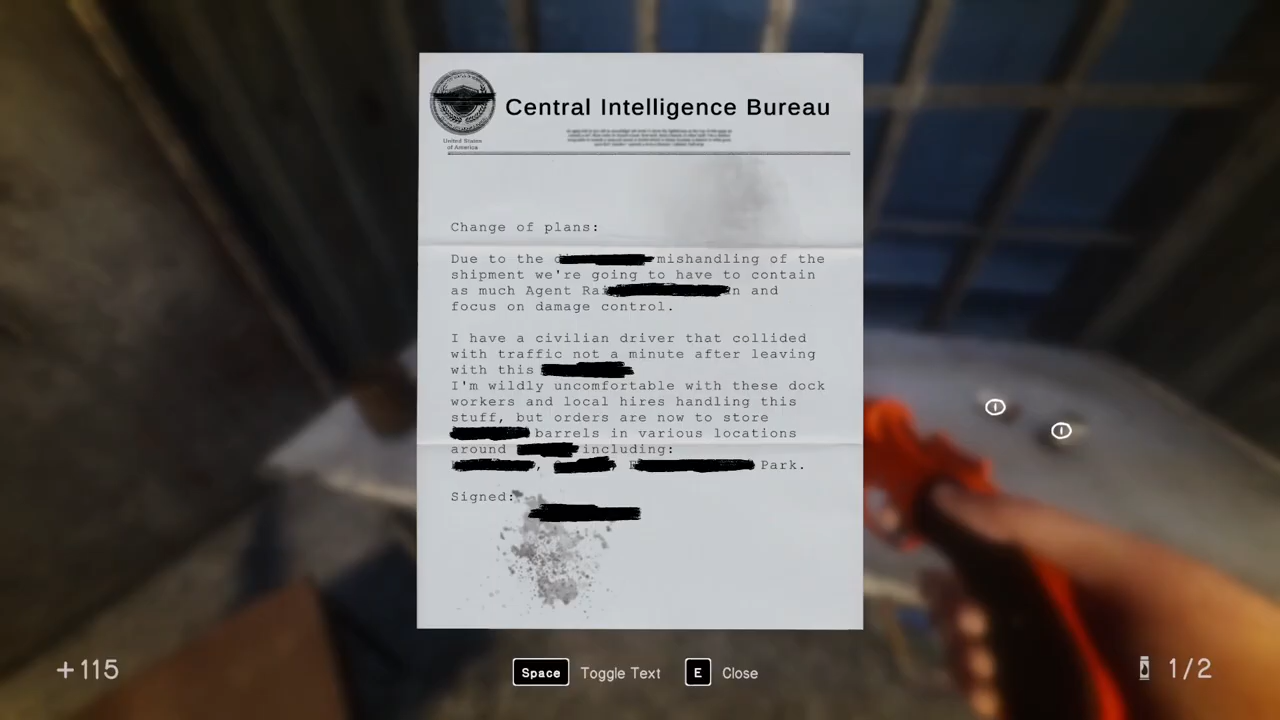 Central Intelligence Bureau
United States
of America
Change of plans:
Due to the mishandling of the
shipment we're going to have to contain
as much Agent and
focus on damage control.
I have a civilian driver that collided
with traffic not a minute after leaving
with this
I'm wildly uncomfortable with these dock
workers and local hires handling this
stuff, but orders are now to store
barrels in various locations
around including:
, , Park.
Signed:
+115
Space Toggle Text E Close
1/2